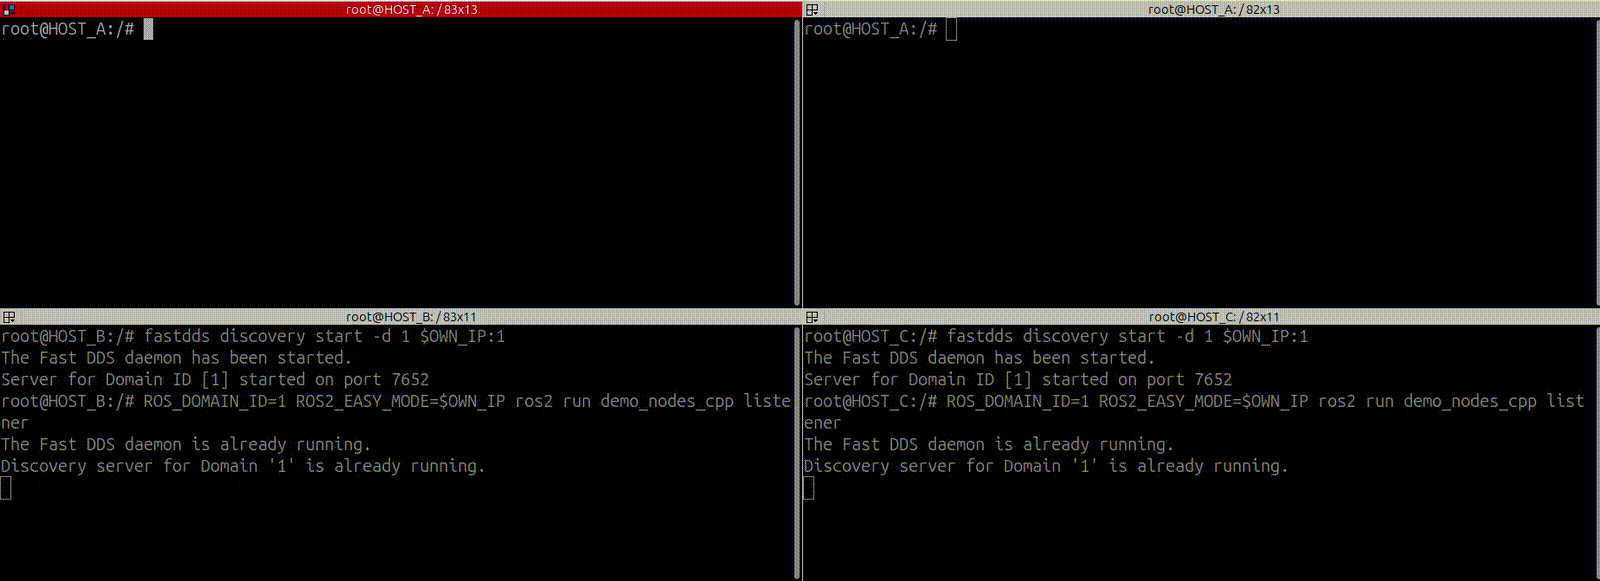 root@HOST_A:/83x13
root@HOST_A:/#
root@HOST_A:/82x13
root@HOST_A:/#
root@HOST_B:/83x11
root@HOST_B:/# fastdds discovery start -d 1 $OWN_IP:1
The Fast DDS daemon has been started.
Server for Domain ID [1] started on port 7652
root@HOST_B:/# ROS_DOMAIN_ID=1 ROS2_EASY_MODE=$OWN_IP ros2 run demo_nodes_cpp liste
ner
The Fast DDS daemon is already running.
Discovery server for Domain '1' is already running.
root@HOST_C:/82x11
root@HOST_C:/# fastdds discovery start -d 1 $OWN_IP:1
The Fast DDS daemon has been started.
Server for Domain ID [1] started on port 7652
root@HOST_C:/# ROS_DOMAIN_ID=1 ROS2_EASY_MODE=$OWN_IP ros2 run demo_nodes_cpp list
ener
The Fast DDS daemon is already running.
Discovery server for Domain '1' is already running.